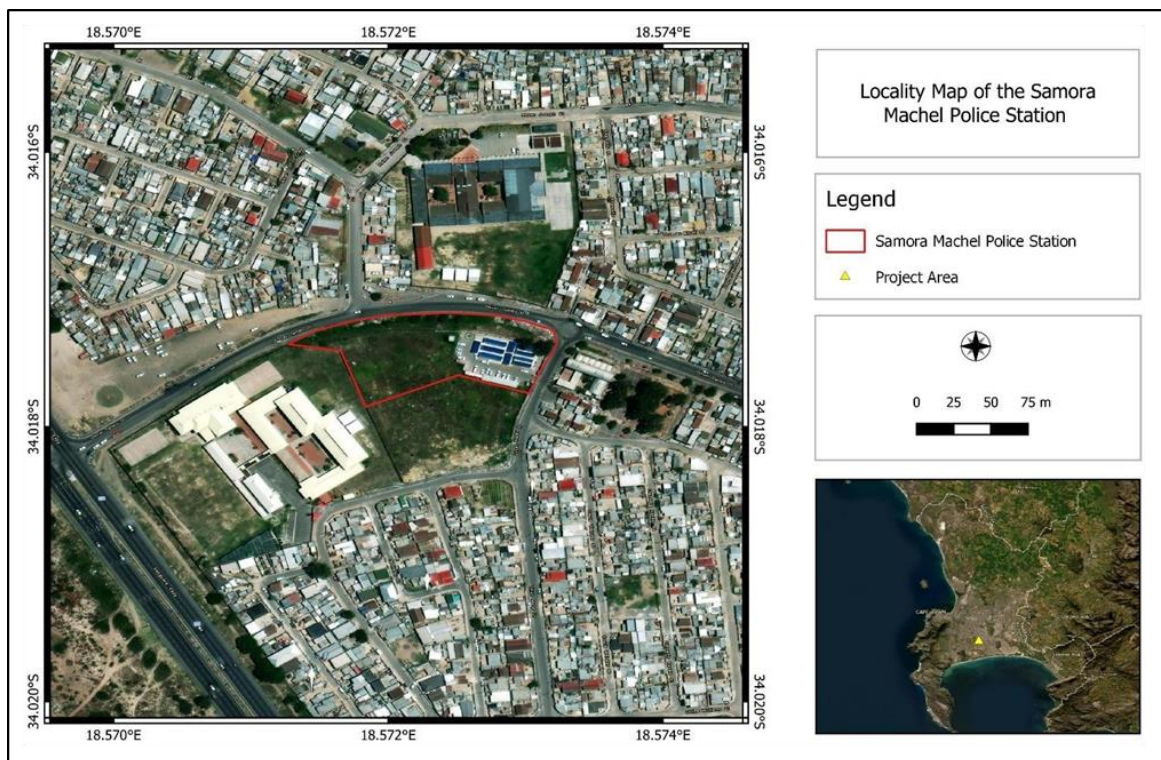 18.570°E 18.572°E 18.574°E
34.016°S 34.016°S
34.018°S 34.018°S
34.020°S 34.020°S
18.570°E 18.572°E 18.574°E
Locality Map of the Samora
Machel Police Station
Legend
Samora Machel Police Station
Project Area
0 25 50 75 m